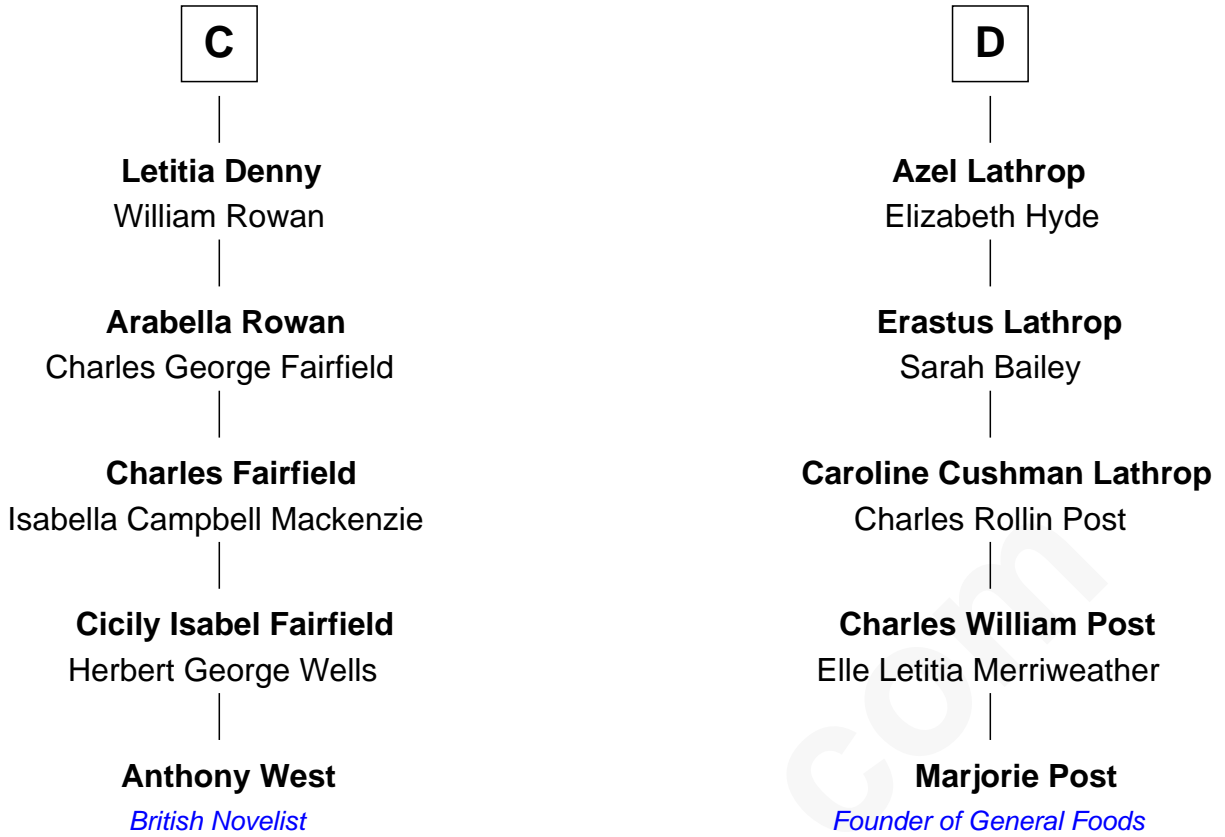 C
Letitia Denny
William Rowan
Arabella Rowan
Charles George Fairfield
Charles Fairfield
Isabella Campbell Mackenzie
Cicily Isabel Fairfield
Herbert George Wells
Anthony West
British Novelist
D
Azel Lathrop
Elizabeth Hyde
Erastus Lathrop
Sarah Bailey
Caroline Cushman Lathrop
Charles Rollin Post
Charles William Post
Elle Letitia Merriweather
Marjorie Post
Founder of General Foods
com